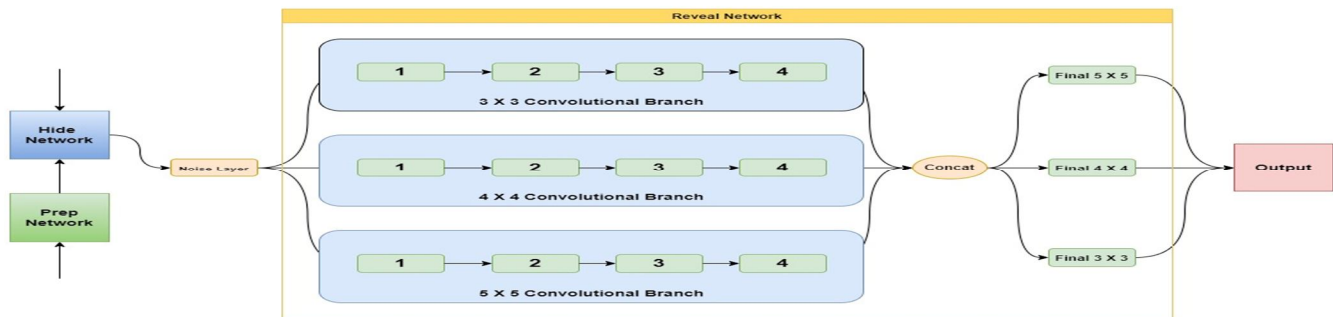 Reveal Network
Hide
Network
Prep
Network
Noise Layer
1 2 3 4
3 X 3 Convolutional Branch
1 2 3 4
4 X 4 Convolutional Branch
1 2 3 4
5 X 5 Convolutional Branch
Concat
Final 5 X 5
Final 4 X 4
Final 3 X 3
Output